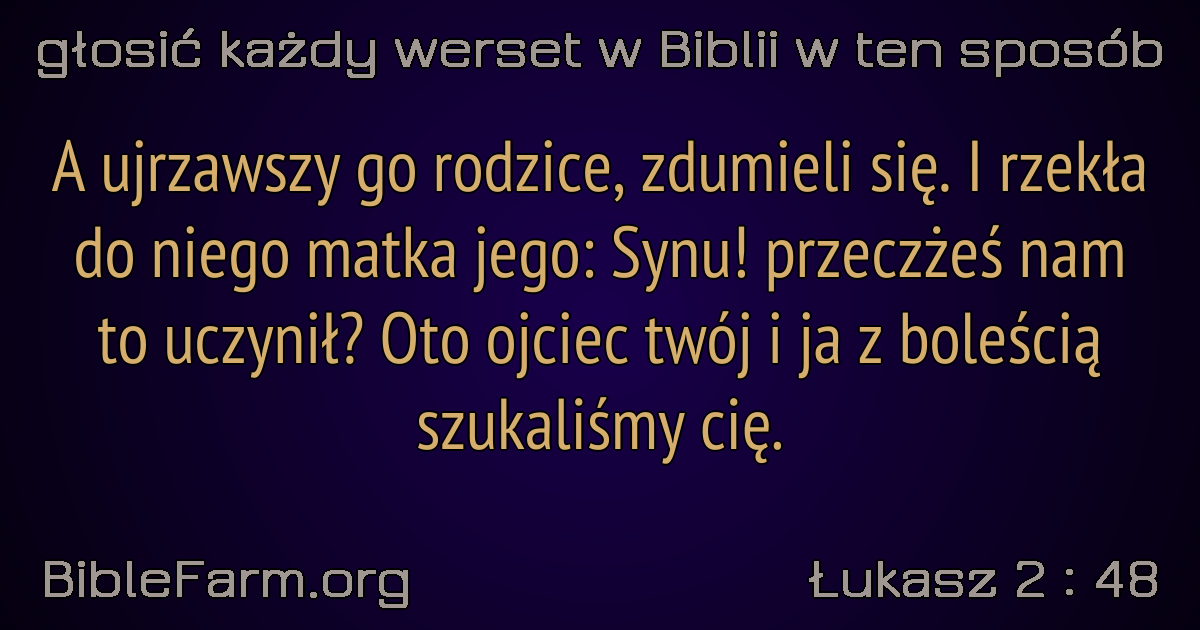 głosić każdy werset w Biblii w ten sposób
A ujrzawszy go rodzice, zdumieli się. I rzekła
do niego matka jego: Synu! przeczżeś nam
to uczynił? Oto ojciec twój i ja z boleścią
szukaliśmy cię.
BibleFarm.org
Łukasz 2 : 48